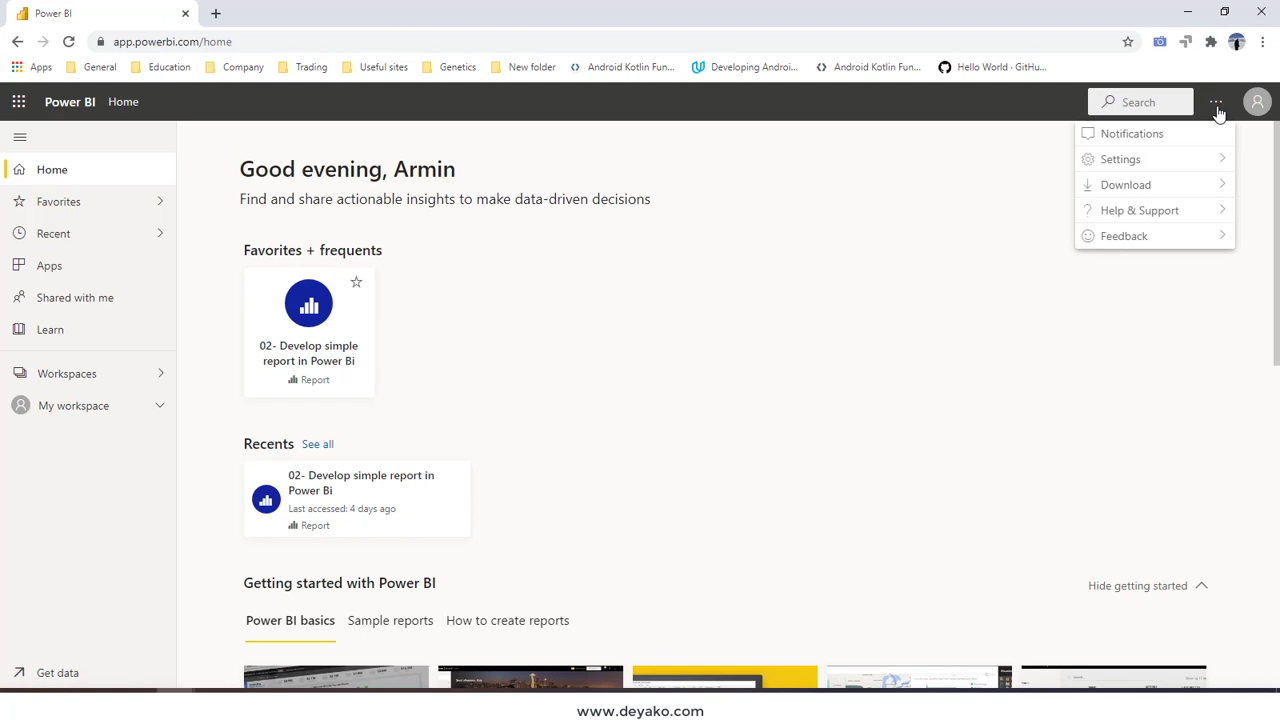 Power BI
app.powerbi.com/home
Apps General Education Company Trading Useful sites Genetics New folder Android Kotlin Fun... Developing Androi... Android Kotlin Fun... Hello World · GitHu...
Power BI Home Search
Notifications
Settings
Download
Help & Support
Feedback
Home
Favorites
Recent
Apps
Shared with me
Learn
Workspaces
My workspace
Get data
Good evening, Armin
Find and share actionable insights to make data-driven decisions
Favorites + frequents
02- Develop simple
report in Power Bi
Report
Recents See all
02- Develop simple report in
Power Bi
Last accessed: 4 days ago
Report
Getting started with Power BI
Hide getting started
Power BI basics Sample reports How to create reports
www.deyako.com